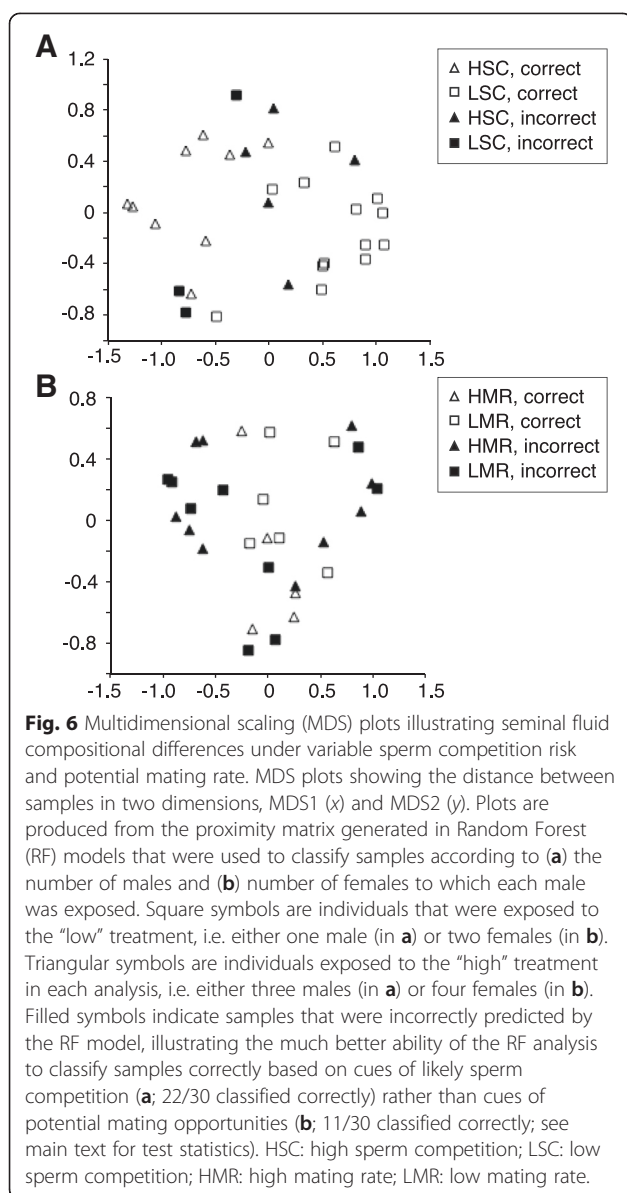 A
1.2
0.8
0.4
0
-0.4
-0.8
-1.5 -1.0 -0.5 0 0.5 1.0 1.5
HSC, correct
LSC, correct
HSC, incorrect
LSC, incorrect
B
0.8
0.4
0
-0.4
-0.8
-1.5 -1.0 -0.5 0 0.5 1.0 1.5
HMR, correct
LMR, correct
HMR, incorrect
LMR, incorrect
Fig. 6 Multidimensional scaling (MDS) plots illustrating seminal fluid
compositional differences under variable sperm competition risk
and potential mating rate. MDS plots showing the distance between
samples in two dimensions, MDS1 (x) and MDS2 (y). Plots are
produced from the proximity matrix generated in Random Forest
(RF) models that were used to classify samples according to (a) the
number of males and (b) number of females to which each male
was exposed. Square symbols are individuals that were exposed to
the “low” treatment, i.e. either one male (in a) or two females (in b).
Triangular symbols are individuals exposed to the “high” treatment
in each analysis, i.e. either three males (in a) or four females (in b).
Filled symbols indicate samples that were incorrectly predicted by
the RF model, illustrating the much better ability of the RF analysis
to classify samples correctly based on cues of likely sperm
competition (a; 22/30 classified correctly) rather than cues of
potential mating opportunities (b; 11/30 classified correctly; see
main text for test statistics). HSC: high sperm competition; LSC: low
sperm competition; HMR: high mating rate; LMR: low mating rate.